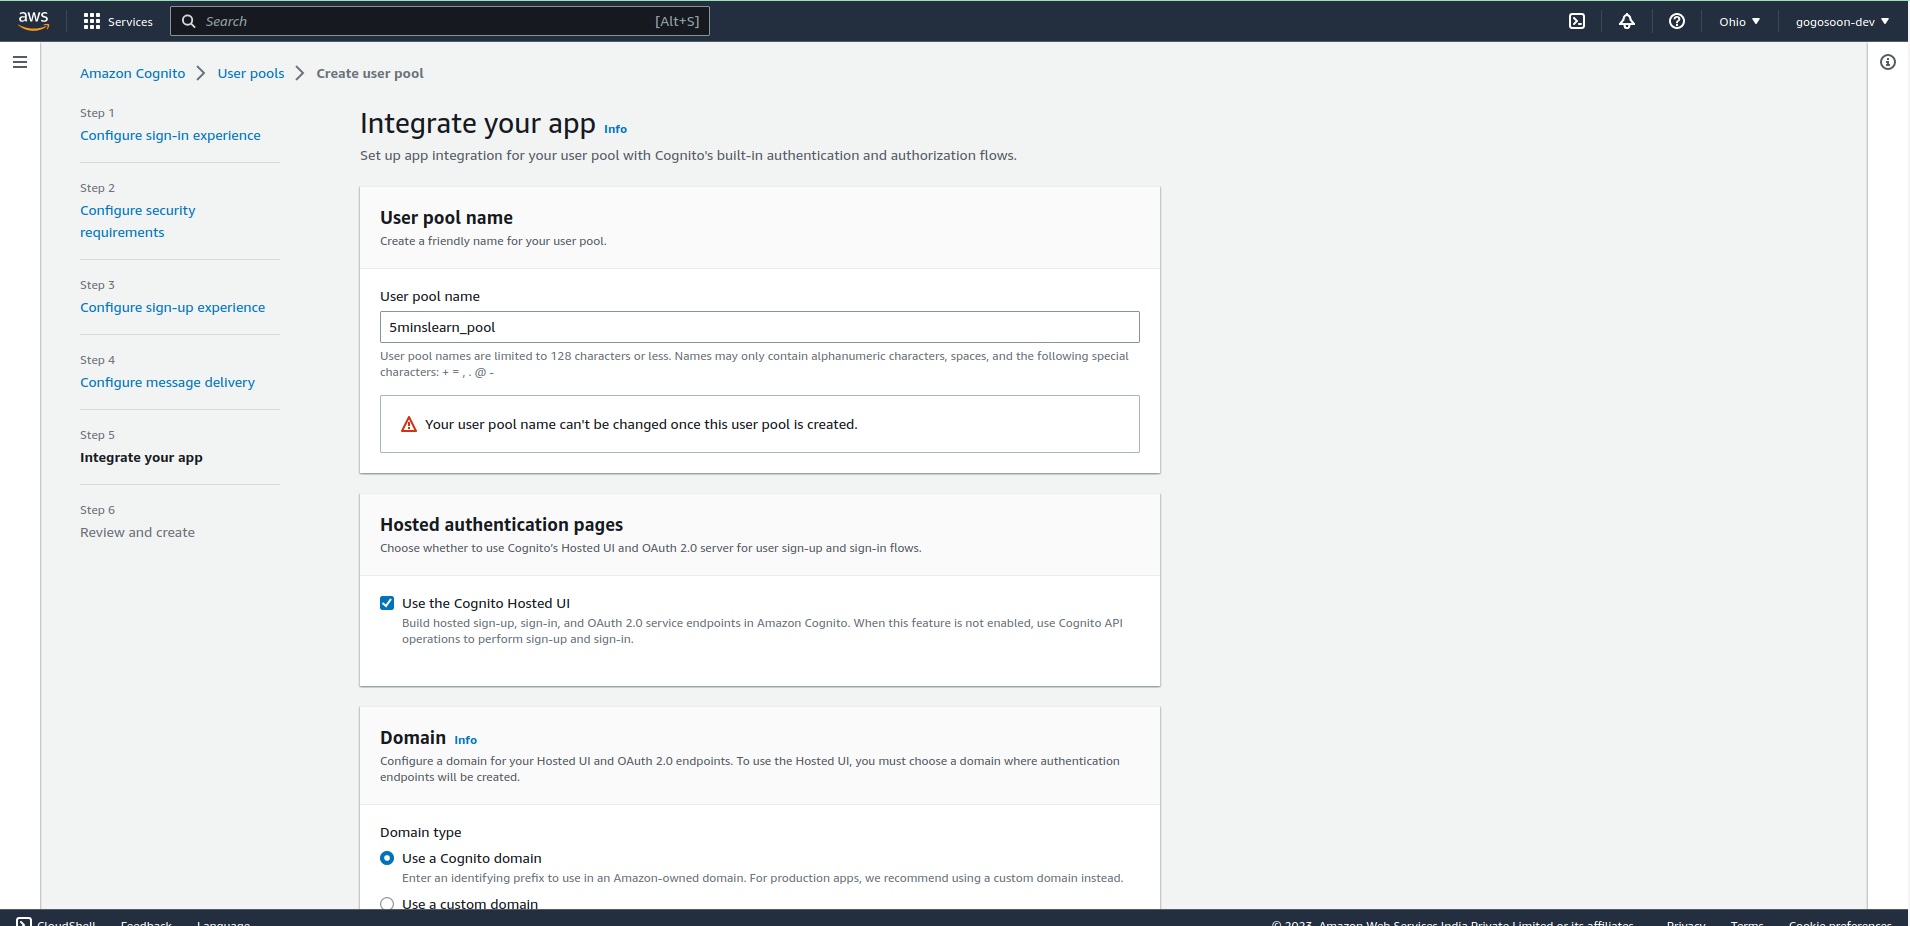 aws
Services
Search
[Alt+S]
Ohio
gogosoon-dev
Amazon Cognito
User pools
Create user pool
Step 1
Configure sign-in experience
Step 2
Configure security
requirements
Step 3
Configure sign-up experience
Step 4
Configure message delivery
Step 5
Integrate your app
Step 6
Review and create
Integrate your app Info
Set up app integration for your user pool with Cognito's built-in authentication and authorization flows.
User pool name
Create a friendly name for your user pool.
User pool name
5minslearn_pool
User pool names are limited to 128 characters or less. Names may only contain alphanumeric characters, spaces, and the following special
characters: + = , . @ -
Your user pool name can't be changed once this user pool is created.
Hosted authentication pages
Choose whether to use Cognito's Hosted UI and OAuth 2.0 server for user sign-up and sign-in flows.
Use the Cognito Hosted UI
Build hosted sign-up, sign-in, and OAuth 2.0 service endpoints in Amazon Cognito. When this feature is not enabled, use Cognito API
operations to perform sign-up and sign-in.
Domain Info
Configure a domain for your Hosted UI and OAuth 2.0 endpoints. To use the Hosted UI, you must choose a domain where authentication
endpoints will be created.
Domain type
Use a Cognito domain
Enter an identifying prefix to use in an Amazon-owned domain. For production apps, we recommend using a custom domain instead.
Use a custom domain
CloudShell
Feedback
Language
© 2023, Amazon Web Services India Private Limited or its affiliates.
Privacy
Terms
Cookie preferences